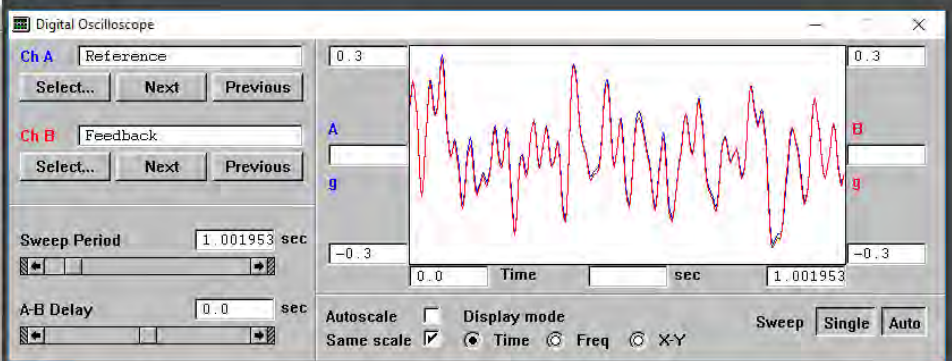 Digital Oscilloscope
Ch A Reference
Select... Next Previous
Ch B Feedback
Select... Next Previous
Sweep Period 1.001953 sec
A-B Delay 0.0 sec
0.3 0.3
A B
g g
-0.3 -0.3
0.0 Time sec 1.001953
Autoscale Display mode
Same scale Time Freq X-Y
Sweep Single Auto